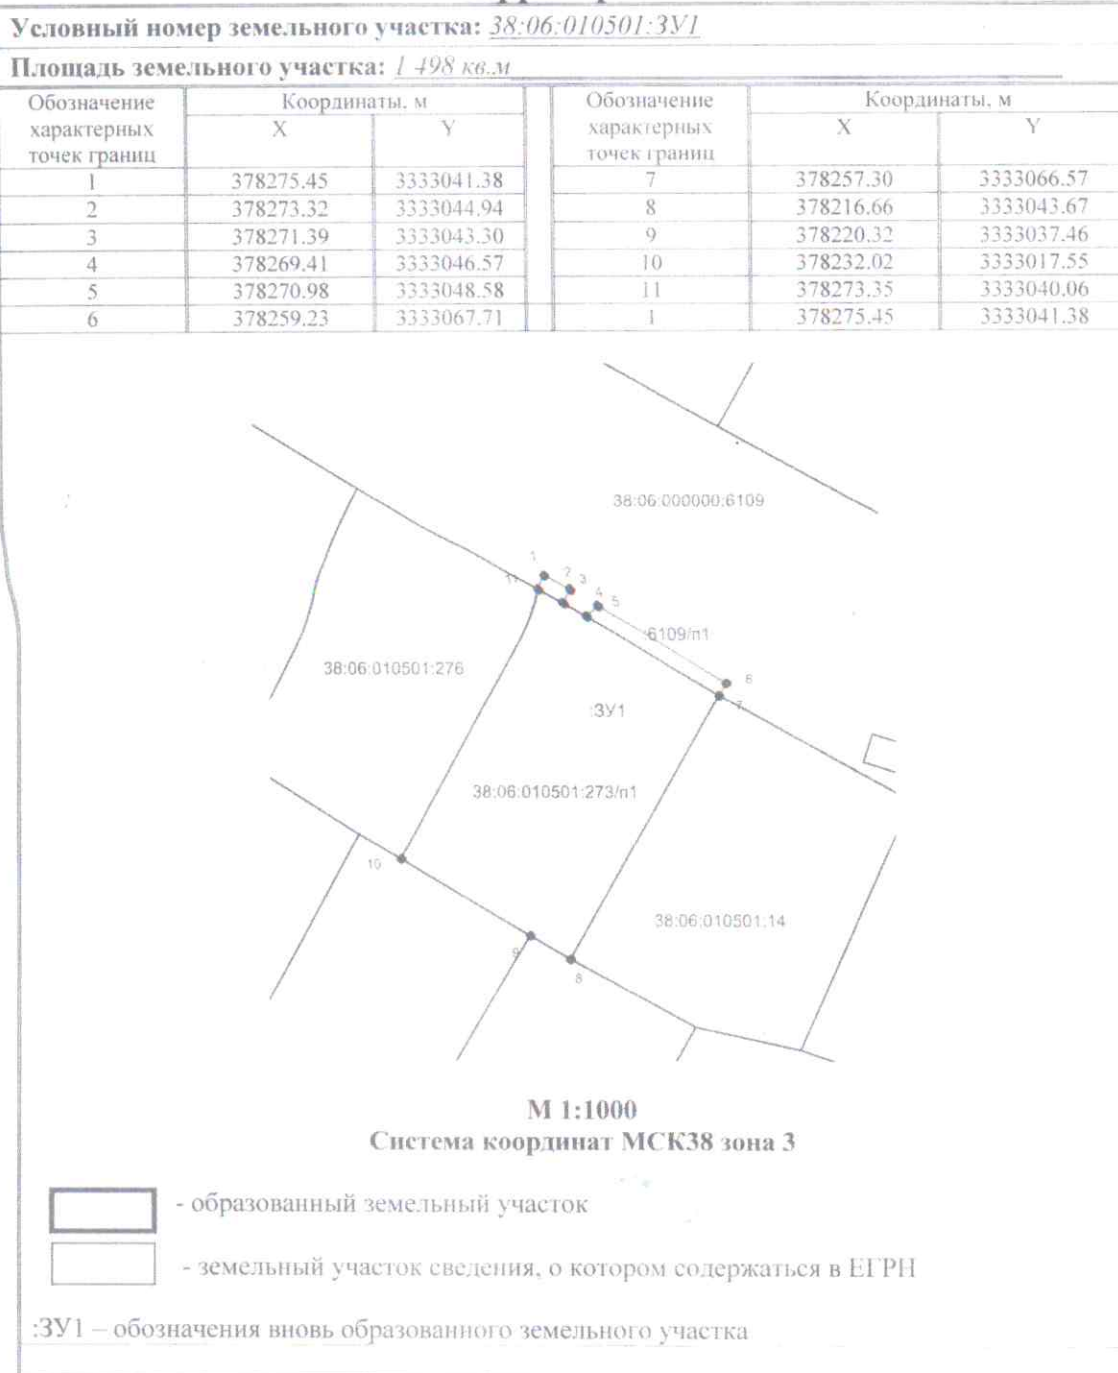 Условный номер земельного участка: 38:06:010501:ЗУ1
Площадь земельного участка: 1 498 кв.м
Обозначение характерных точек границ | Координаты, м | Обозначение характерных точек границ | Координаты, м
X | Y | X | Y
1 | 378275.45 | 3333041.38 | 7 | 378257.30 | 3333066.57
2 | 378273.32 | 3333044.94 | 8 | 378216.66 | 3333043.67
3 | 378271.39 | 3333043.30 | 9 | 378220.32 | 3333037.46
4 | 378269.41 | 3333046.57 | 10 | 378232.02 | 3333017.55
5 | 378270.98 | 3333048.58 | 11 | 378273.35 | 3333040.06
6 | 378259.23 | 3333067.71 | 1 | 378275.45 | 3333041.38
38:06:000000:6109
1
2
11
3
4
5
:6109/п1
38:06:010501:276
6
7
:ЗУ1
38:06:010501:273/п1
10
38:06:010501:14
9
8
М 1:1000
Система координат МСК38 зона 3
- образованный земельный участок
- земельный участок сведения, о котором содержаться в ЕГРН
:ЗУ1 – обозначения вновь образованного земельного участка